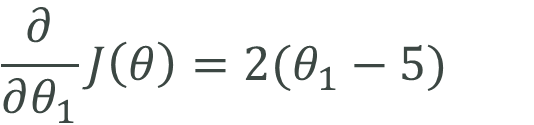 ∂/∂θ₁ J(θ) = 2(θ₁ − 5)